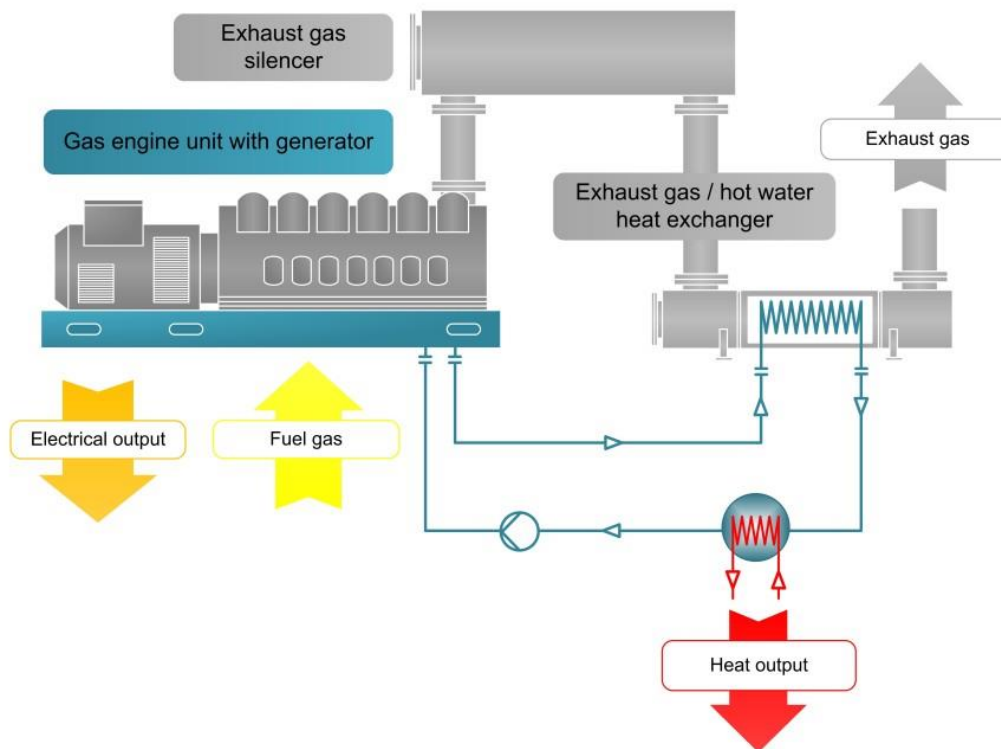 Exhaust gas
silencer
Gas engine unit with generator
Exhaust gas
Exhaust gas / hot water
heat exchanger
Electrical output
Fuel gas
Heat output